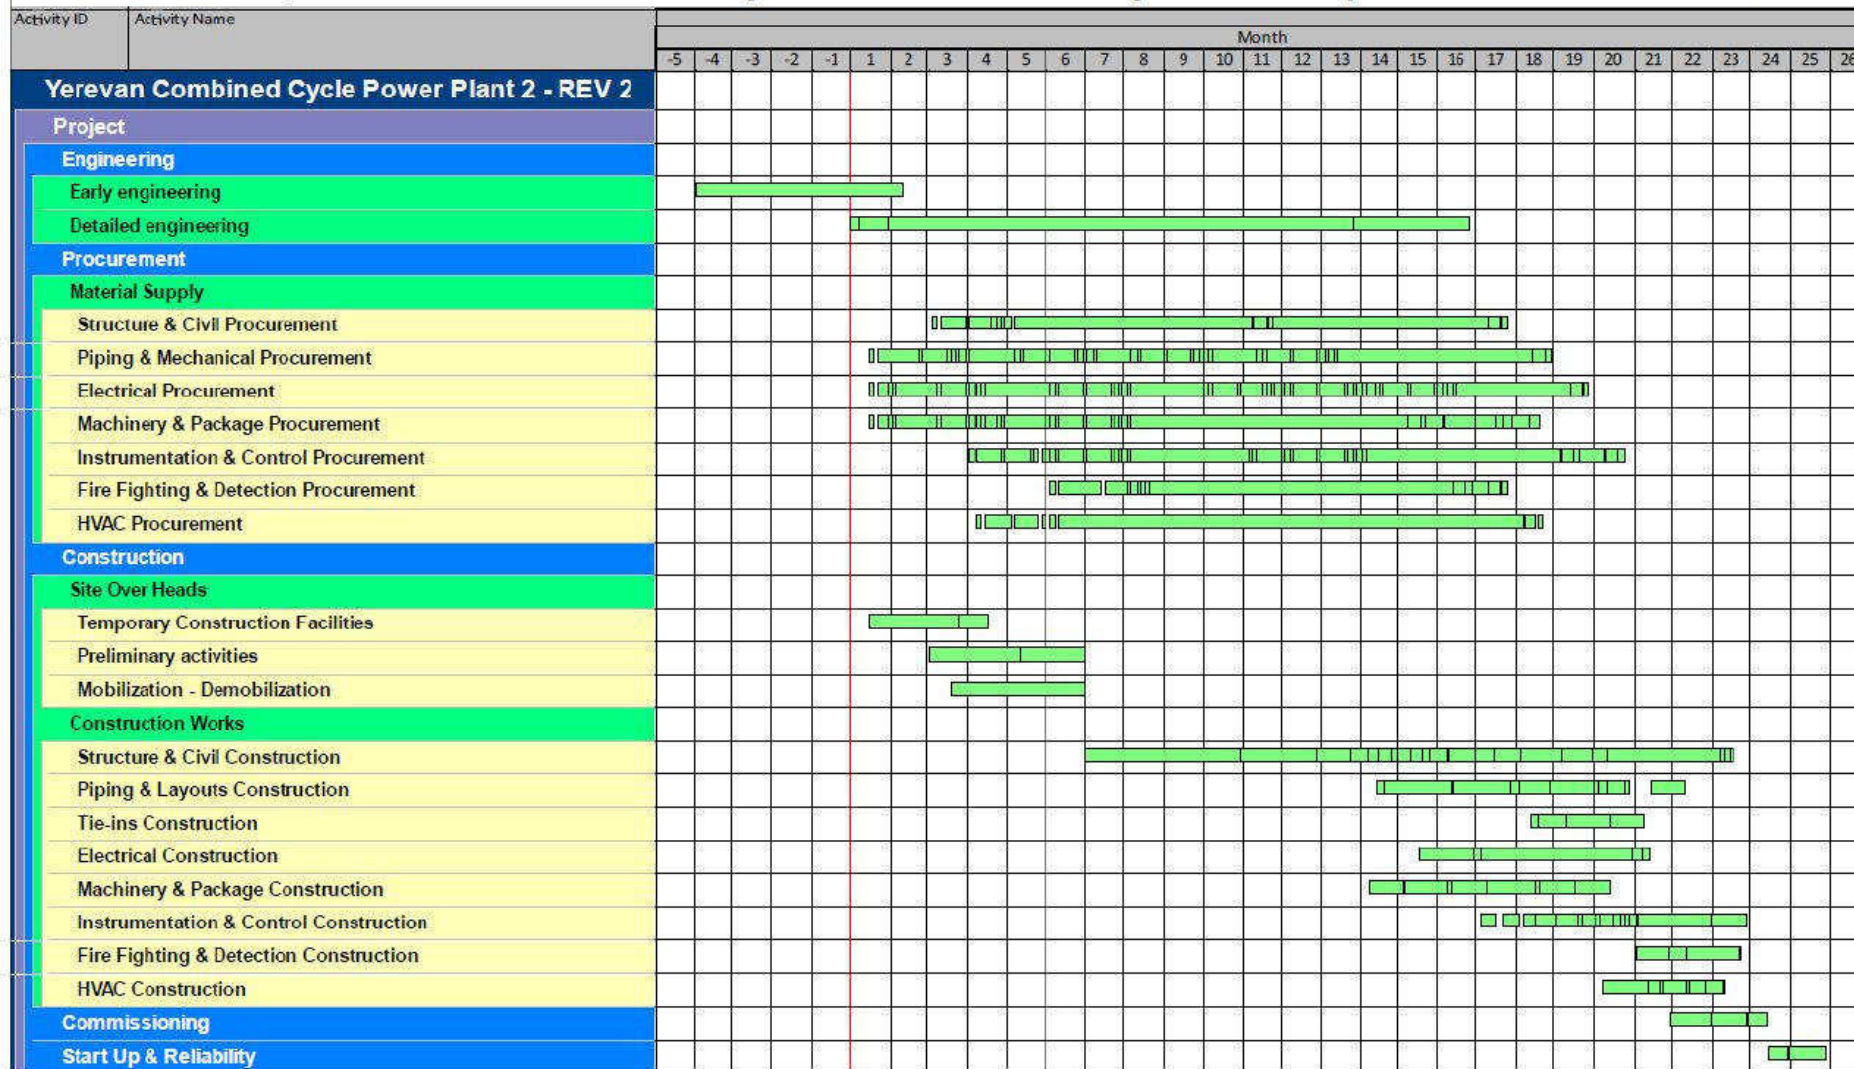 Activity ID Activity Name
Month
-5 -4 -3 -2 -1 1 2 3 4 5 6 7 8 9 10 11 12 13 14 15 16 17 18 19 20 21 22 23 24 25 26
Yerevan Combined Cycle Power Plant 2 - REV 2
Project
Engineering
Early engineering
Detailed engineering
Procurement
Material Supply
Structure & Civil Procurement
Piping & Mechanical Procurement
Electrical Procurement
Machinery & Package Procurement
Instrumentation & Control Procurement
Fire Fighting & Detection Procurement
HVAC Procurement
Construction
Site Over Heads
Temporary Construction Facilities
Preliminary activities
Mobilization - Demobilization
Construction Works
Structure & Civil Construction
Piping & Layouts Construction
Tie-ins Construction
Electrical Construction
Machinery & Package Construction
Instrumentation & Control Construction
Fire Fighting & Detection Construction
HVAC Construction
Commissioning
Start Up & Reliability